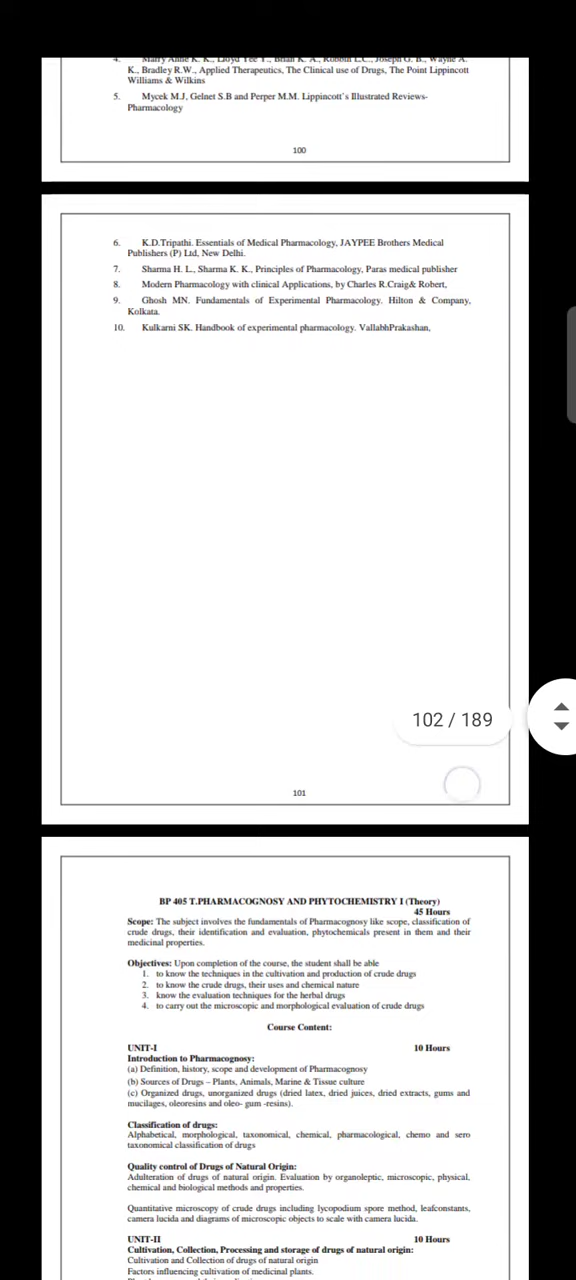 4. Marry Anne K. K., Lloyd Yee Y., Brian K. A., Robbin L.C., Joseph G. B., Wayne A.
K., Bradley R.W., Applied Therapeutics, The Clinical use of Drugs, The Point Lippincott
Williams & Wilkins
5. Mycek M.J, Gelnet S.B and Perper M.M. Lippincott's Illustrated Reviews-
Pharmacology
100
6. K.D.Tripathi. Essentials of Medical Pharmacology, JAYPEE Brothers Medical
Publishers (P) Ltd, New Delhi.
7. Sharma H. L., Sharma K. K., Principles of Pharmacology, Paras medical publisher
8. Modern Pharmacology with clinical Applications, by Charles R.Craig& Robert,
9. Ghosh MN. Fundamentals of Experimental Pharmacology. Hilton & Company,
Kolkata.
10. Kulkarni SK. Handbook of experimental pharmacology. VallabhPrakashan,
102 / 189
101
BP 405 T.PHARMACOGNOSY AND PHYTOCHEMISTRY I (Theory)
45 Hours
Scope: The subject involves the fundamentals of Pharmacognosy like scope, classification of
crude drugs, their identification and evaluation, phytochemicals present in them and their
medicinal properties.
Objectives: Upon completion of the course, the student shall be able
1. to know the techniques in the cultivation and production of crude drugs
2. to know the crude drugs, their uses and chemical nature
3. know the evaluation techniques for the herbal drugs
4. to carry out the microscopic and morphological evaluation of crude drugs
Course Content:
UNIT-I 10 Hours
Introduction to Pharmacognosy:
(a) Definition, history, scope and development of Pharmacognosy
(b) Sources of Drugs – Plants, Animals, Marine & Tissue culture
(c) Organized drugs, unorganized drugs (dried latex, dried juices, dried extracts, gums and
mucilages, oleoresins and oleo- gum -resins).
Classification of drugs:
Alphabetical, morphological, taxonomical, chemical, pharmacological, chemo and sero
taxonomical classification of drugs
Quality control of Drugs of Natural Origin:
Adulteration of drugs of natural origin. Evaluation by organoleptic, microscopic, physical,
chemical and biological methods and properties.
Quantitative microscopy of crude drugs including lycopodium spore method, leafconstants,
camera lucida and diagrams of microscopic objects to scale with camera lucida.
UNIT-II 10 Hours
Cultivation, Collection, Processing and storage of drugs of natural origin:
Cultivation and Collection of drugs of natural origin
Factors influencing cultivation of medicinal plants.